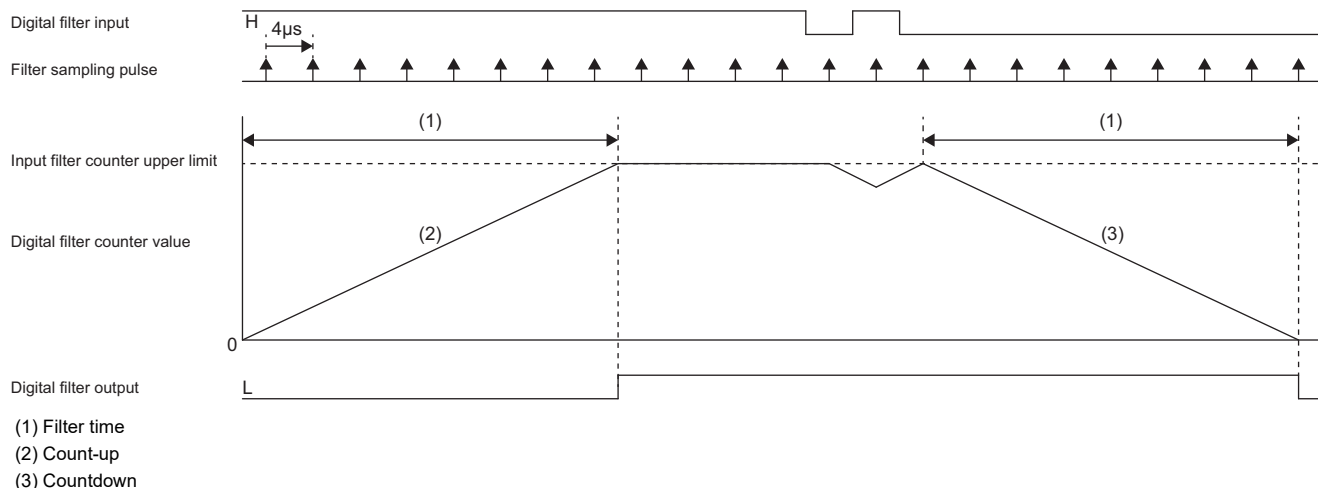 Digital filter input
H
4µs
Filter sampling pulse
(1)
(1)
Input filter counter upper limit
(2)
(3)
Digital filter counter value
0
Digital filter output
L
(1) Filter time
(2) Count-up
(3) Countdown